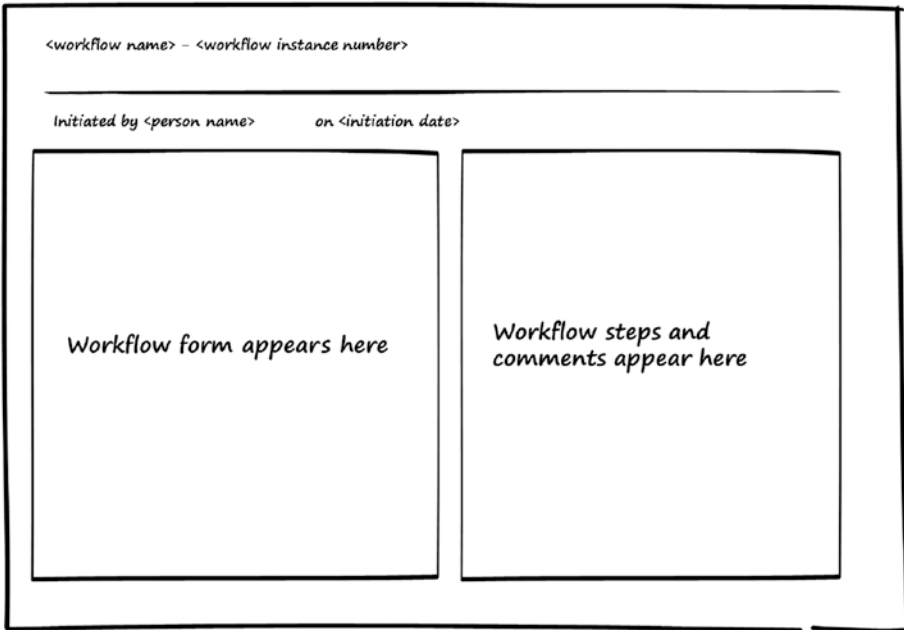 <workflow name> - <workflow instance number>
Initiated by <person name> on <initiation date>
Workflow form appears here
Workflow steps and
comments appear here